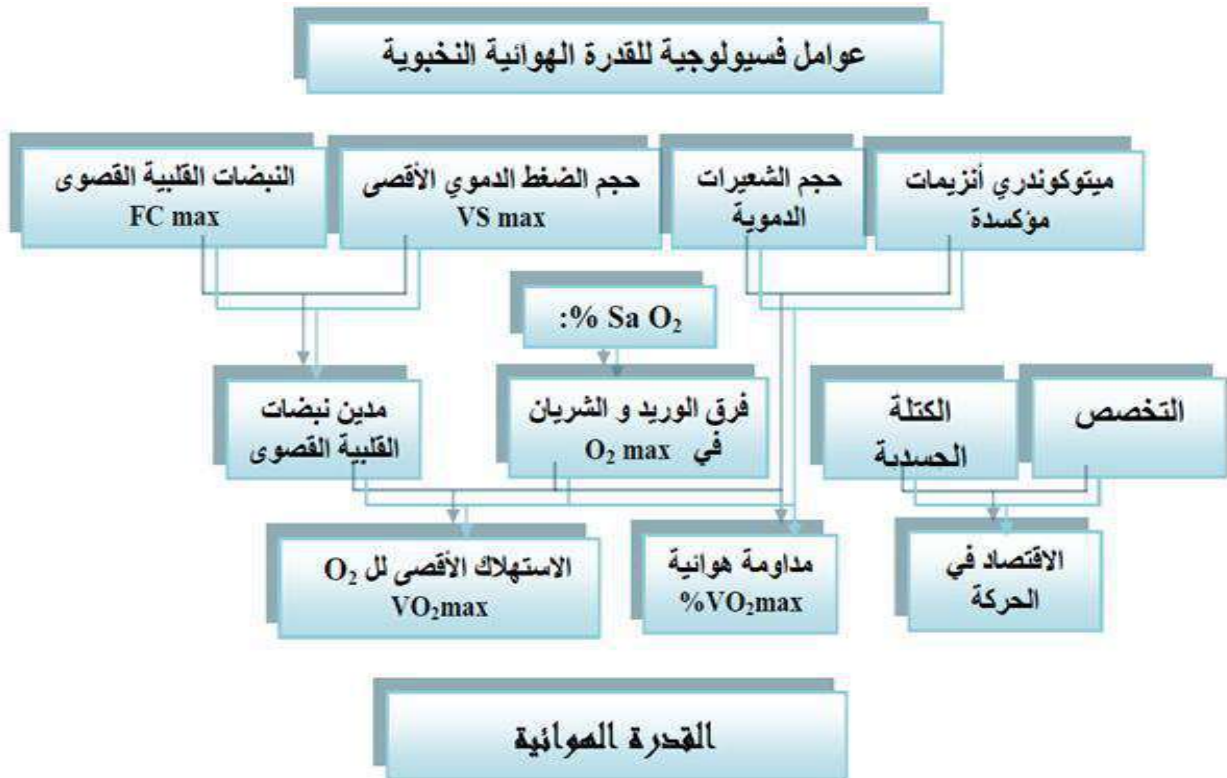 عوامل فسيولوجية للقدرة الهوائية النخبوية
ميتوكوندري أنزيمات
مؤكسدة
حجم الشعيرات
الدموية
حجم الضغط الدموي الأقصى
VS max
النبضات القلبية القصوى
FC max
:% Sa O₂
التخصص
الكتلة
الحسدية
فرق الوريد و الشريان
في O₂ max
مدين نبضات
القلبية القصوى
الاقتصاد في
الحركة
مداومة هوائية
%VO₂max
الاستهلاك الأقصى لل O₂
VO₂max
القدرة الهوائية